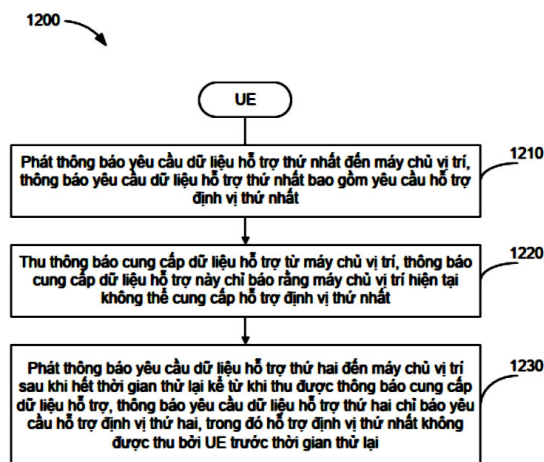 1200
UE
Phát thông báo yêu cầu dữ liệu hỗ trợ thứ nhất đến máy chủ vị trí,
thông báo yêu cầu dữ liệu hỗ trợ thứ nhất bao gồm yêu cầu hỗ trợ
định vị thứ nhất
1210
Thu thông báo cung cấp dữ liệu hỗ trợ từ máy chủ vị trí, thông báo
cung cấp dữ liệu hỗ trợ này chỉ báo rằng máy chủ vị trí hiện tại
không thể cung cấp hỗ trợ định vị thứ nhất
1220
Phát thông báo yêu cầu dữ liệu hỗ trợ thứ hai đến máy chủ vị trí
sau khi hết thời gian thử lại kể từ khi thu được thông báo cung cấp
dữ liệu hỗ trợ, thông báo yêu cầu dữ liệu hỗ trợ thứ hai chỉ báo yêu
cầu hỗ trợ định vị thứ hai, trong đó hỗ trợ định vị thứ nhất không
được thu bởi UE trước thời gian thử lại
1230